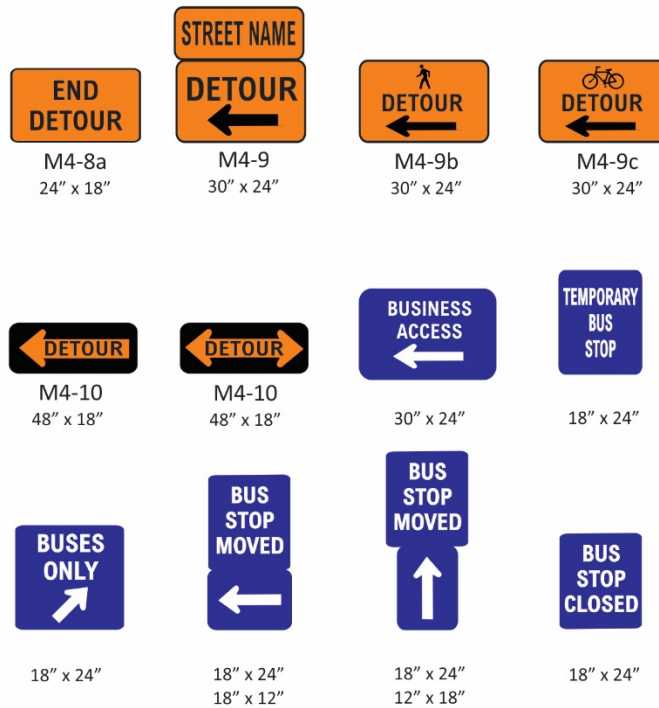 END
DETOUR
M4-8a
24” x 18”
STREET NAME
DETOUR
M4-9
30” x 24”
DETOUR
M4-9b
30” x 24”
DETOUR
M4-9c
30” x 24”
DETOUR
M4-10
48” x 18”
DETOUR
M4-10
48” x 18”
BUSINESS
ACCESS
30” x 24”
TEMPORARY
BUS
STOP
18” x 24”
BUSES
ONLY
18” x 24”
BUS
STOP
MOVED
18” x 24”
18” x 12”
BUS
STOP
MOVED
18” x 24”
12” x 18”
BUS
STOP
CLOSED
18” x 24”